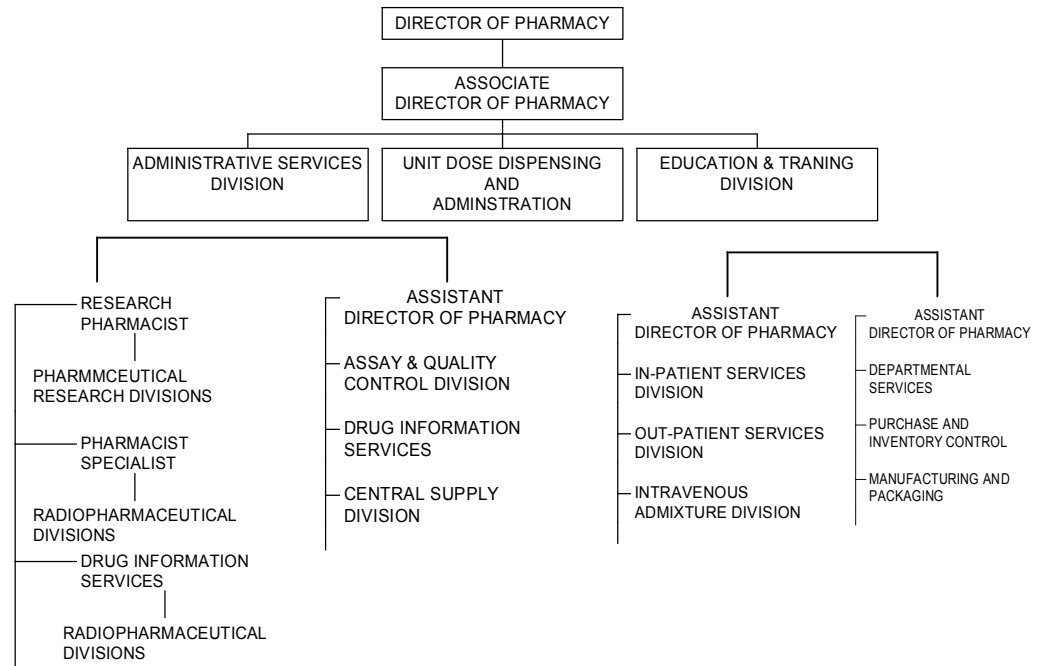 DIRECTOR OF PHARMACY
ASSOCIATE
DIRECTOR OF PHARMACY
ADMINISTRATIVE SERVICES
DIVISION
UNIT DOSE DISPENSING
AND
ADMINSTRATION
EDUCATION & TRANING
DIVISION
RESEARCH
PHARMACIST
PHARMMCEUTICAL
RESEARCH DIVISIONS
PHARMACIST
SPECIALIST
RADIOPHARMACEUTICAL
DIVISIONS
DRUG INFORMATION
SERVICES
RADIOPHARMACEUTICAL
DIVISIONS
ASSISTANT
DIRECTOR OF PHARMACY
ASSAY & QUALITY
CONTROL DIVISION
DRUG INFORMATION
SERVICES
CENTRAL SUPPLY
DIVISION
ASSISTANT
DIRECTOR OF PHARMACY
IN-PATIENT SERVICES
DIVISION
OUT-PATIENT SERVICES
DIVISION
INTRAVENOUS
ADMIXTURE DIVISION
ASSISTANT
DIRECTOR OF PHARMACY
DEPARTMENTAL
SERVICES
PURCHASE AND
INVENTORY CONTROL
MANUFACTURING AND
PACKAGING